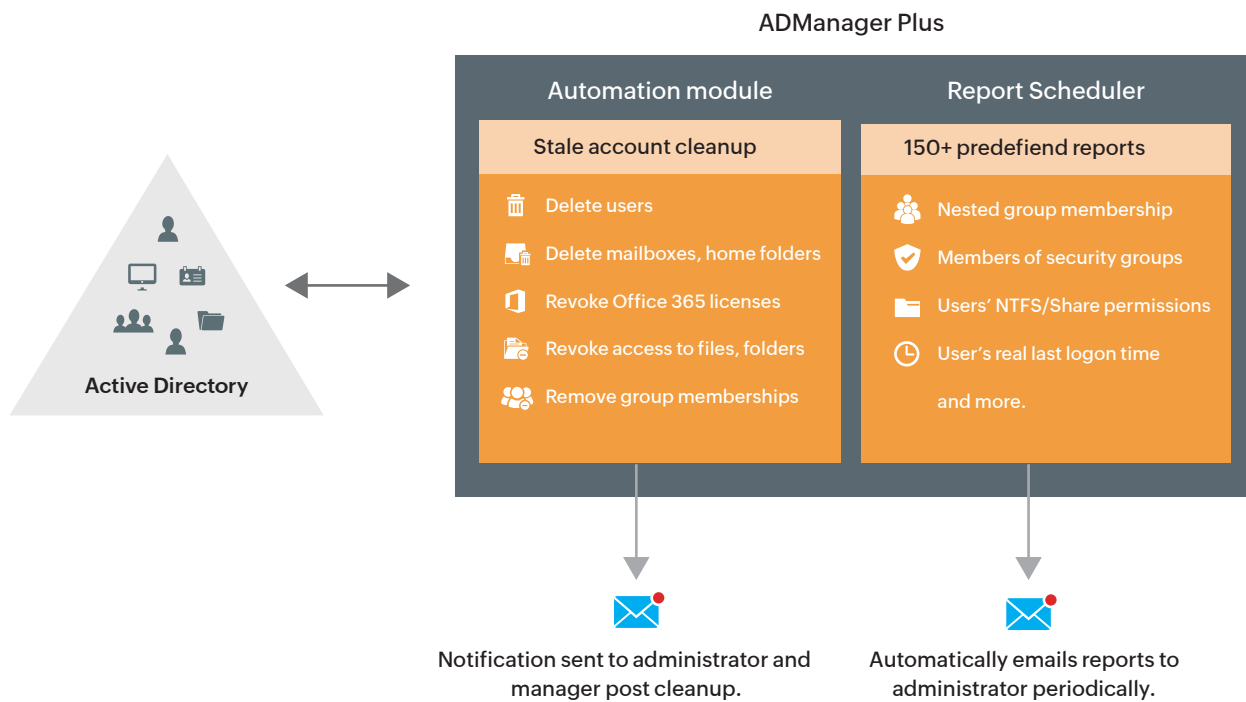 ADManager Plus
Automation module
Stale account cleanup
Delete users
Delete mailboxes, home folders
Revoke Office 365 licenses
Revoke access to files, folders
Remove group memberships
Report Scheduler
150+ predefiend reports
Nested group membership
Members of security groups
Users’ NTFS/Share permissions
User’s real last logon time
and more.
Active Directory
Notification sent to administrator and
manager post cleanup.
Automatically emails reports to
administrator periodically.